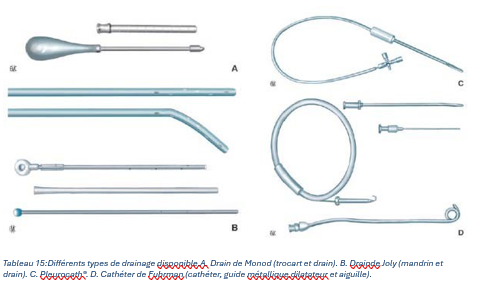 A
C
B
D
Tableau 15:Différents types de drainage disponible.A. Drain de Monod (trocart et drain). B. Drainde Joly (mandrin et
drain). C. Pleurocath®. D. Cathéter de Fuhrman (cathéter, guide métallique,dilatateur et aiguille).